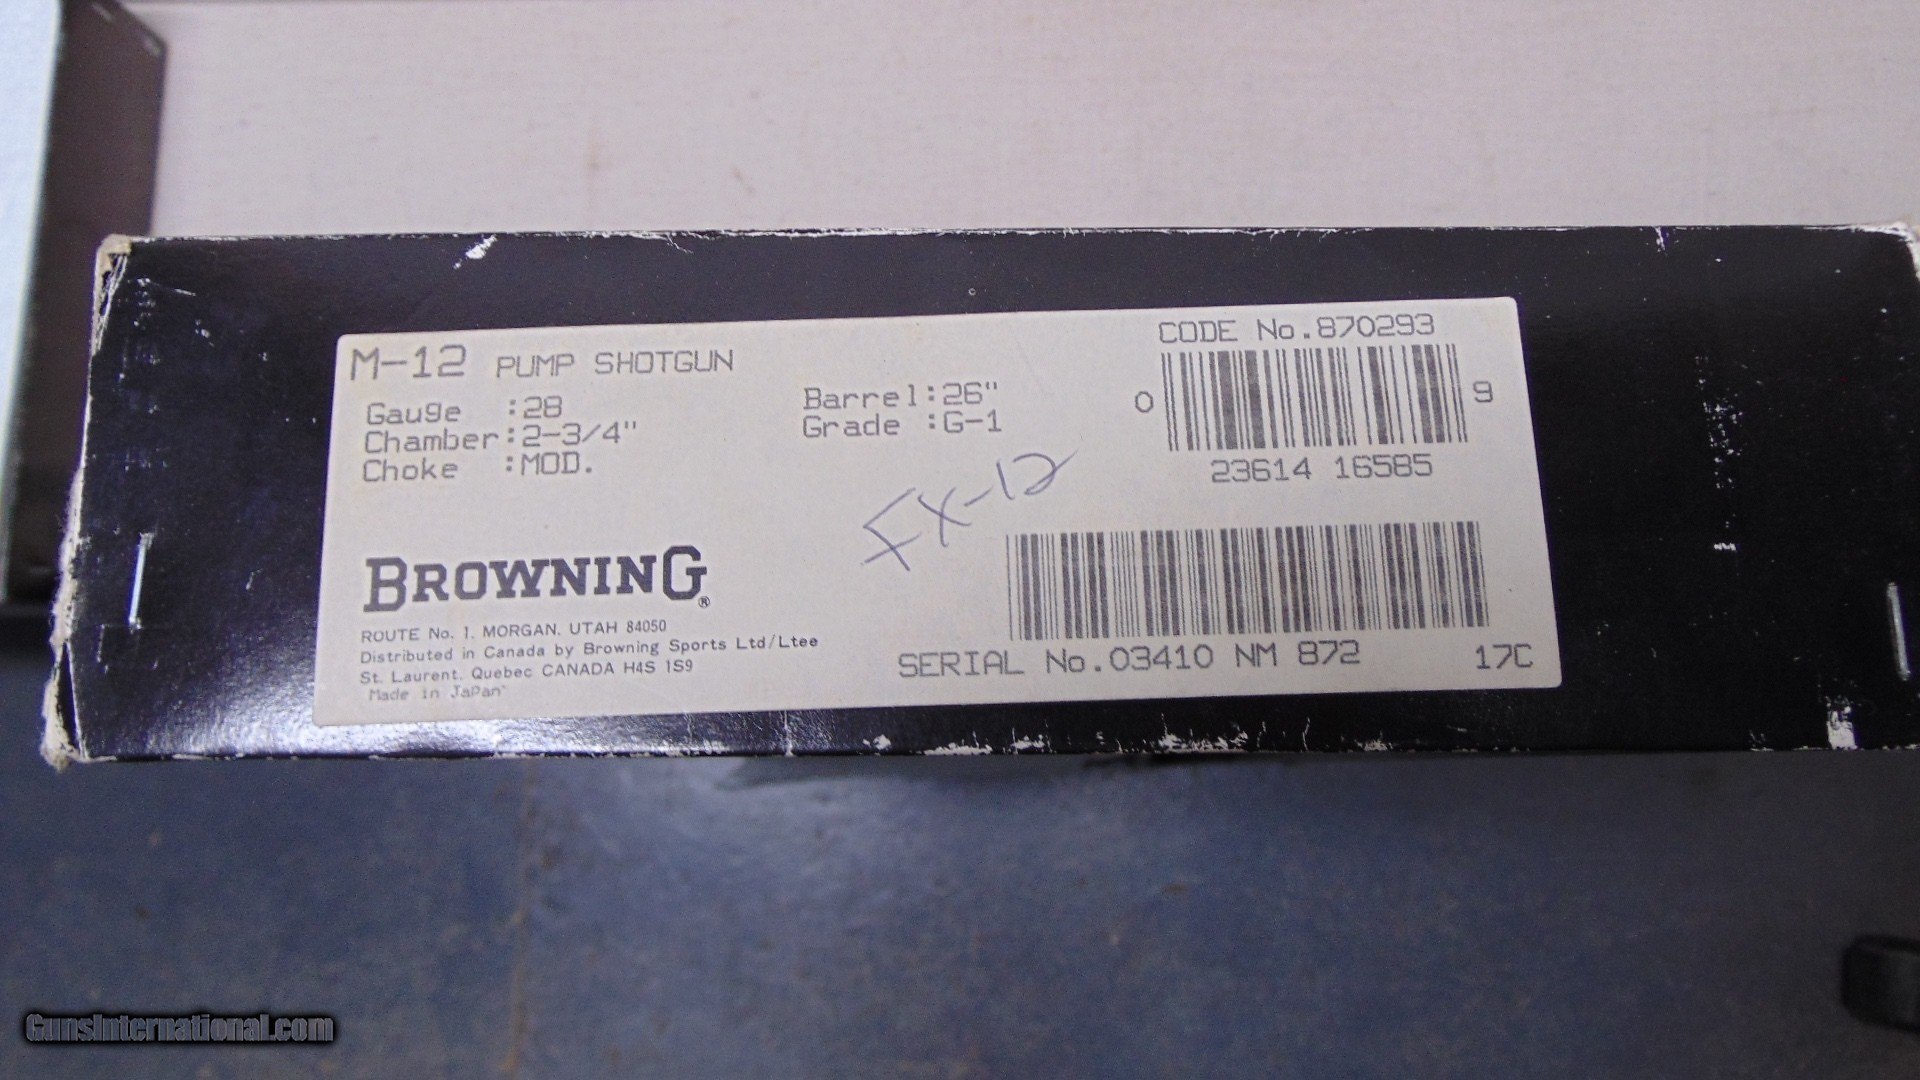 M-12 PUMP SHOTGUN
Gauge :28
Chamber:2-3/4"
Choke :MOD.
Barrel:26"
Grade :G-1
CODE No.870293
0 9
23614 16585
FX-12
BROWNING®
ROUTE No. 1, MORGAN, UTAH 84050
Distributed in Canada by Browning Sports Ltd/Ltee
St. Laurent, Quebec CANADA H4S 1S9
Made in Japan
SERIAL No.03410 NM 872 17C
GunsInternational.com